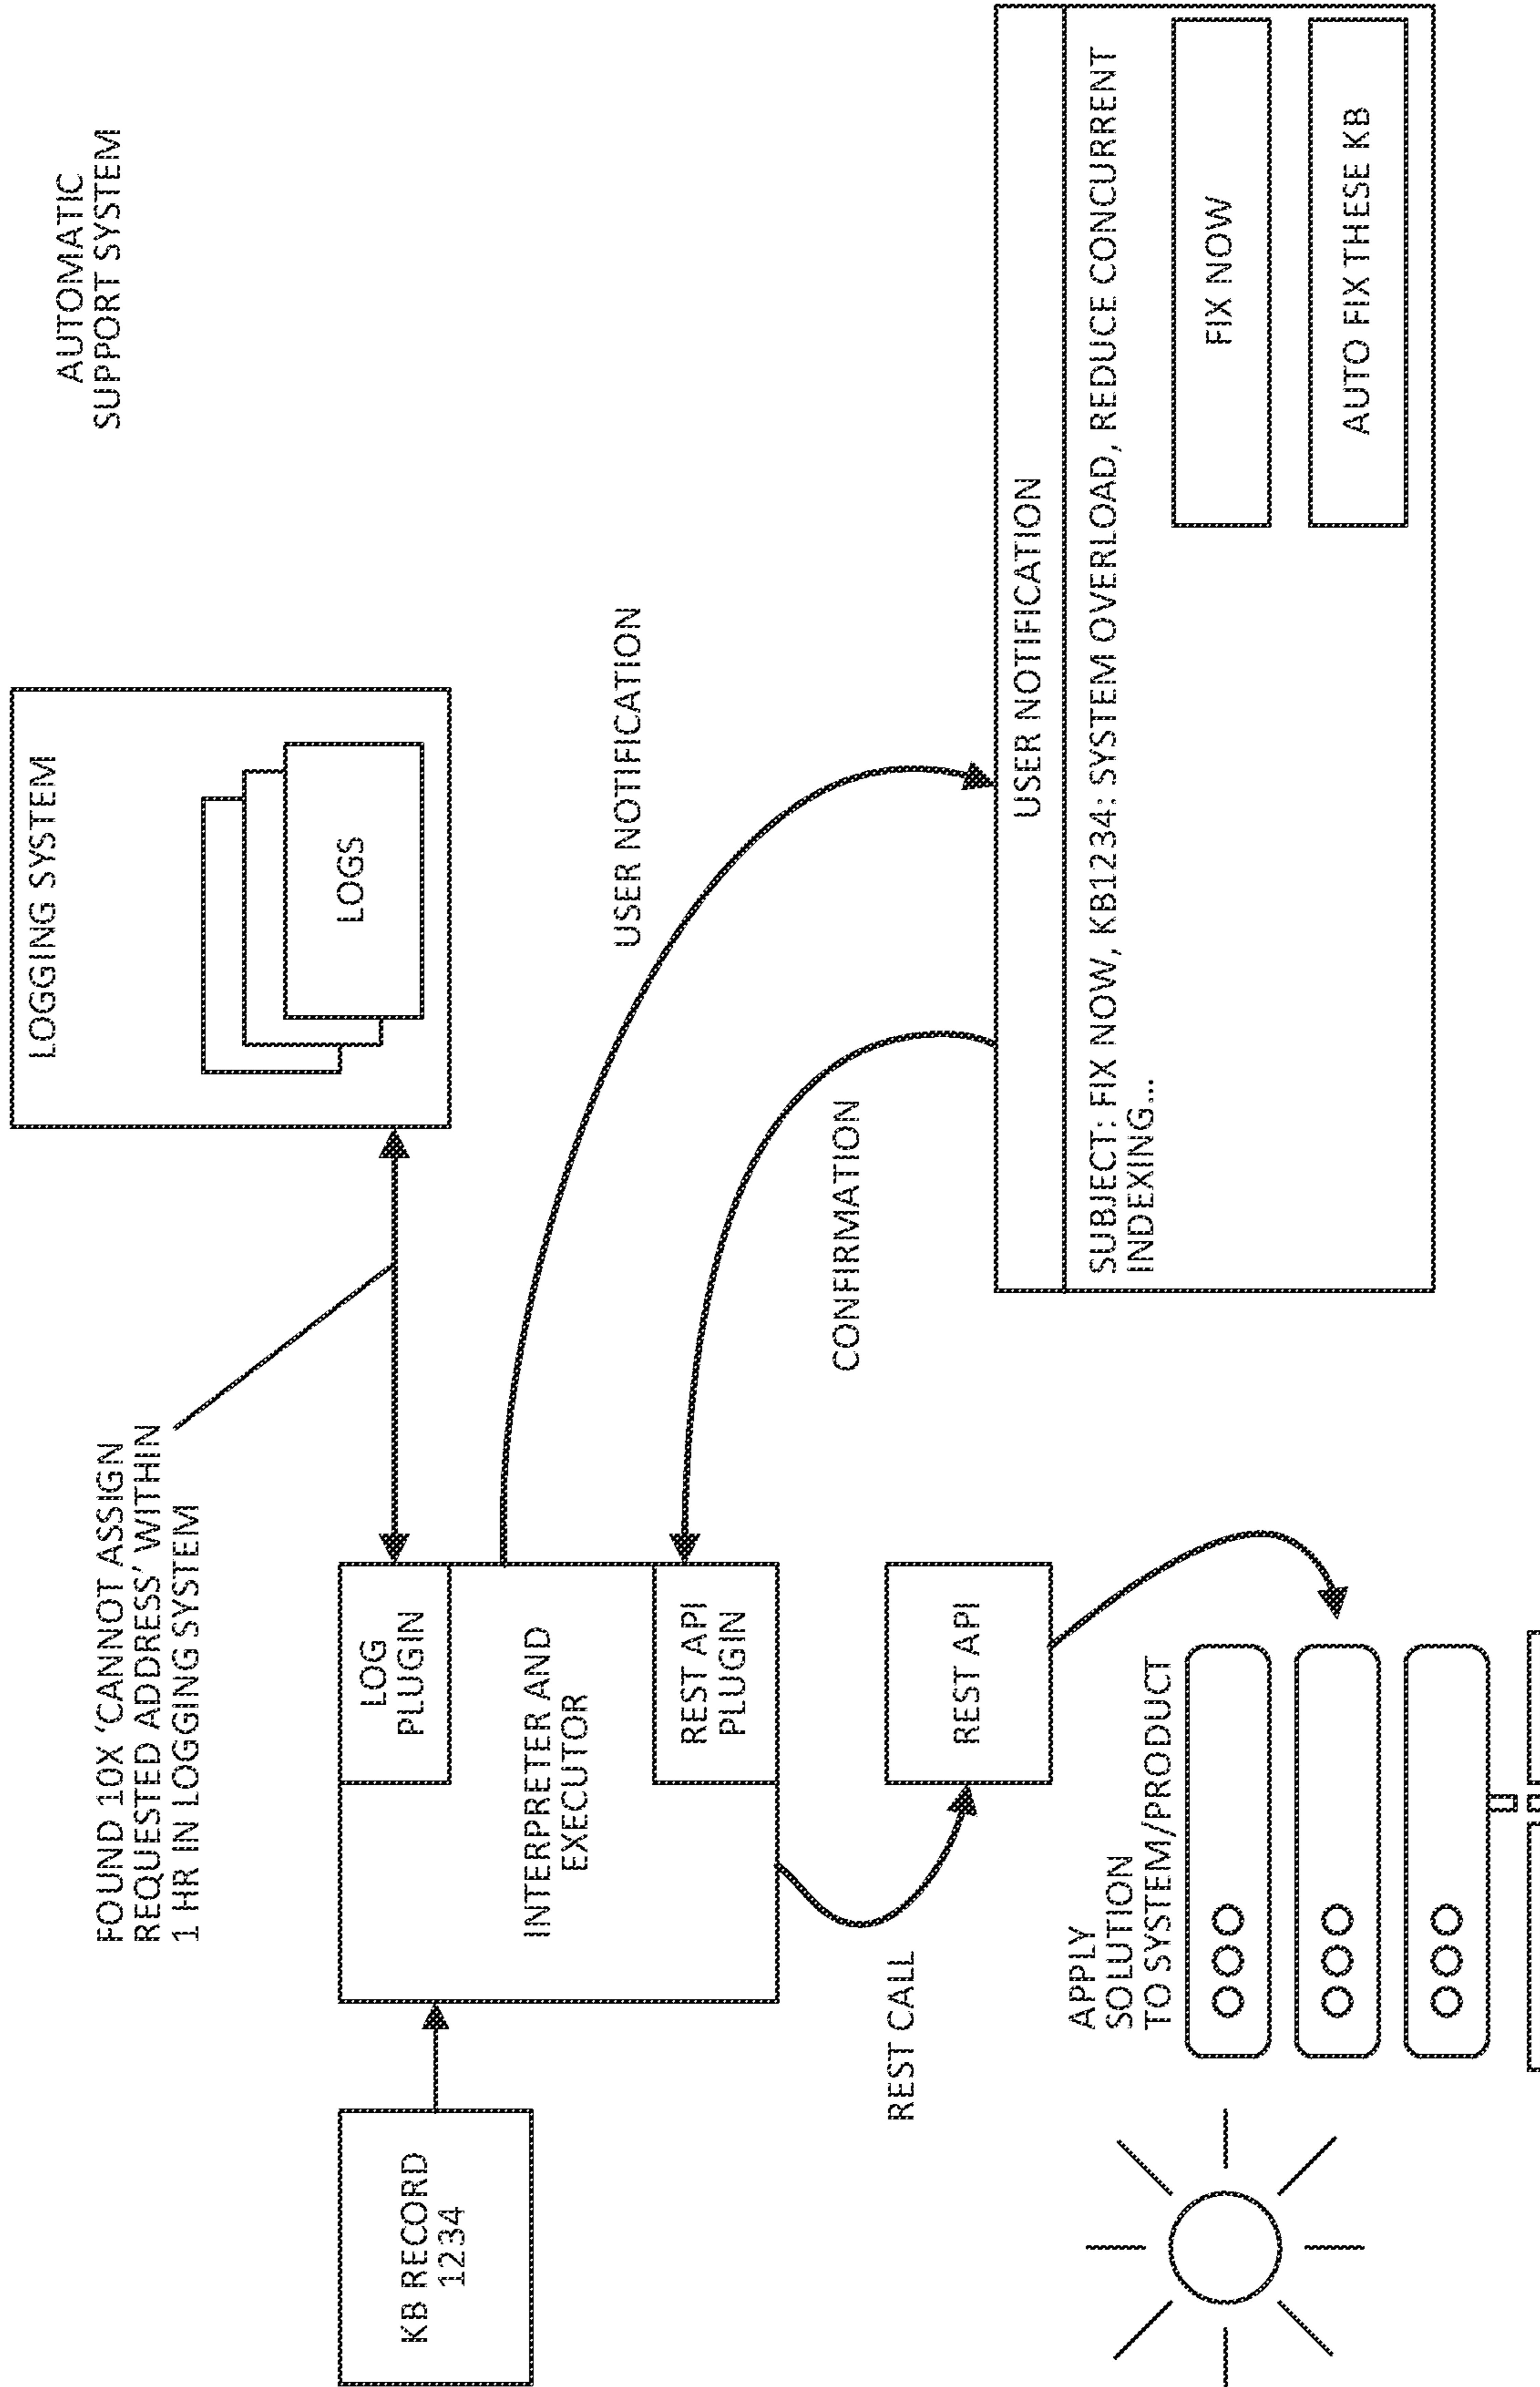 AUTOMATIC
SUPPORT SYSTEM
FOUND 10X 'CANNOT ASSIGN
REQUESTED ADDRESS' WITHIN
1 HR IN LOGGING SYSTEM
LOGGING SYSTEM
LOGS
KB RECORD
1234
LOG
PLUGIN
INTERPRETER AND
EXECUTOR
REST API
PLUGIN
USER NOTIFICATION
CONFIRMATION
REST CALL
REST API
APPLY
SOLUTION
TO SYSTEM/PRODUCT
USER NOTIFICATION
SUBJECT: FIX NOW, KB1234: SYSTEM OVERLOAD, REDUCE CONCURRENT
INDEXING...
FIX NOW
AUTO FIX THESE KB